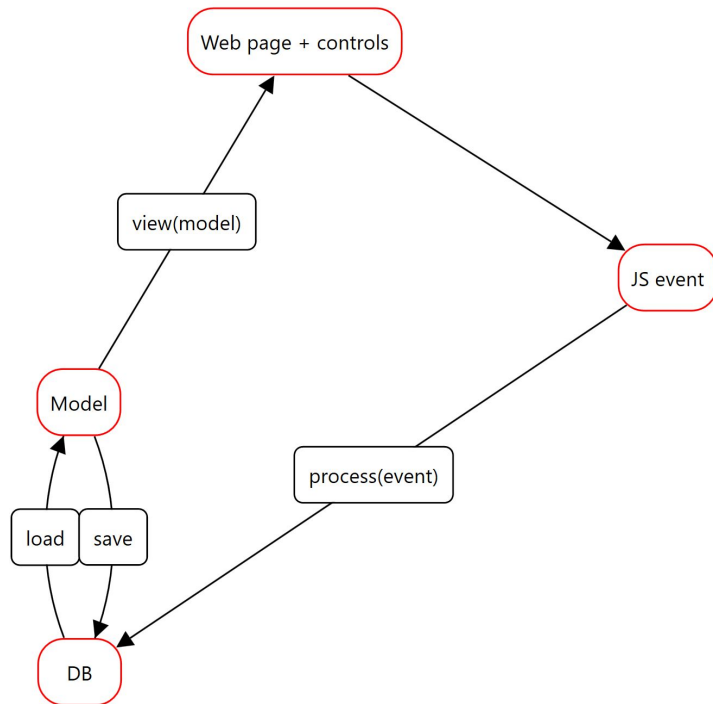 Web page + controls
view(model)
JS event
Model
process(event)
load
save
DB